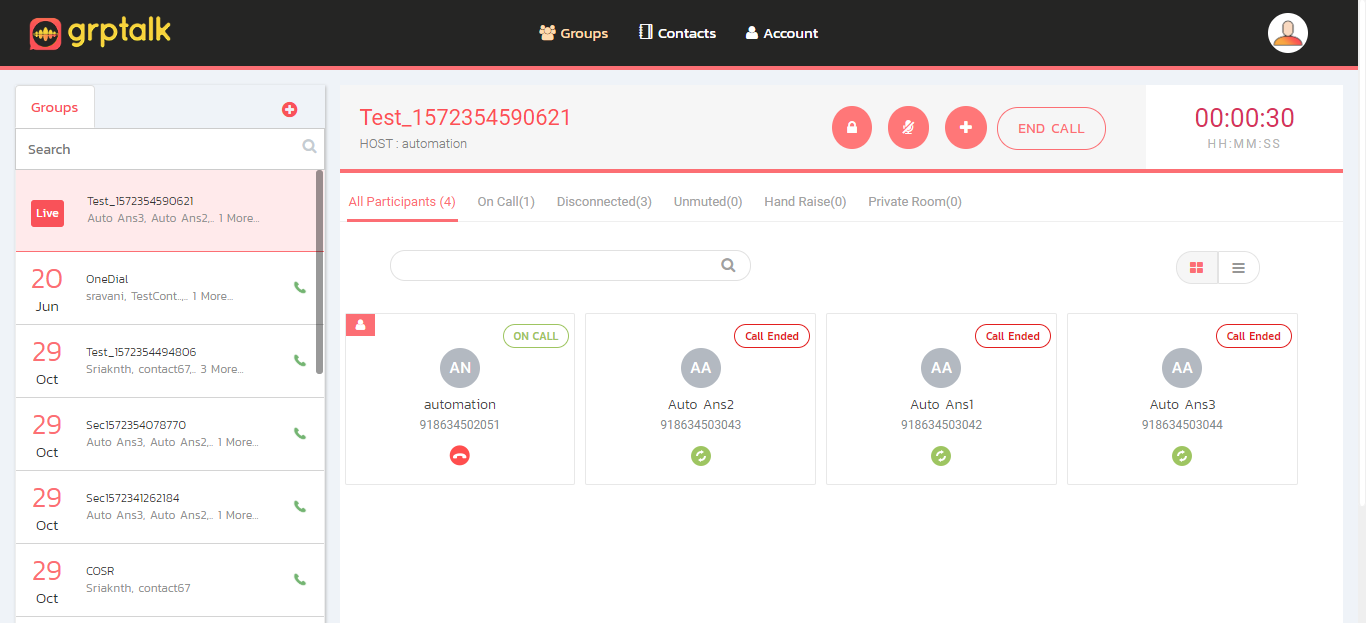 grptalk
Groups
Contacts
Account
Groups
Search
Live
Test_1572354590621
Auto Ans3, Auto Ans2,.. 1 More...
20
Jun
OneDial
sravani, TestCont..,.. 1 More...
29
Oct
Test_1572354494806
Sriaknth, contact67,.. 3 More...
29
Oct
Sec1572354078770
Auto Ans3, Auto Ans2,.. 1 More...
29
Oct
Sec1572341262184
Auto Ans3, Auto Ans2,.. 1 More...
29
Oct
COSR
Sriaknth, contact67
Test_1572354590621
HOST : automation
END CALL
00:00:30
HH:MM:SS
All Participants (4)
On Call(1)
Disconnected(3)
Unmuted(0)
Hand Raise(0)
Private Room(0)
ON CALL
AN
automation
918634502051
Call Ended
AA
Auto Ans2
918634503043
Call Ended
AA
Auto Ans1
918634503042
Call Ended
AA
Auto Ans3
918634503044